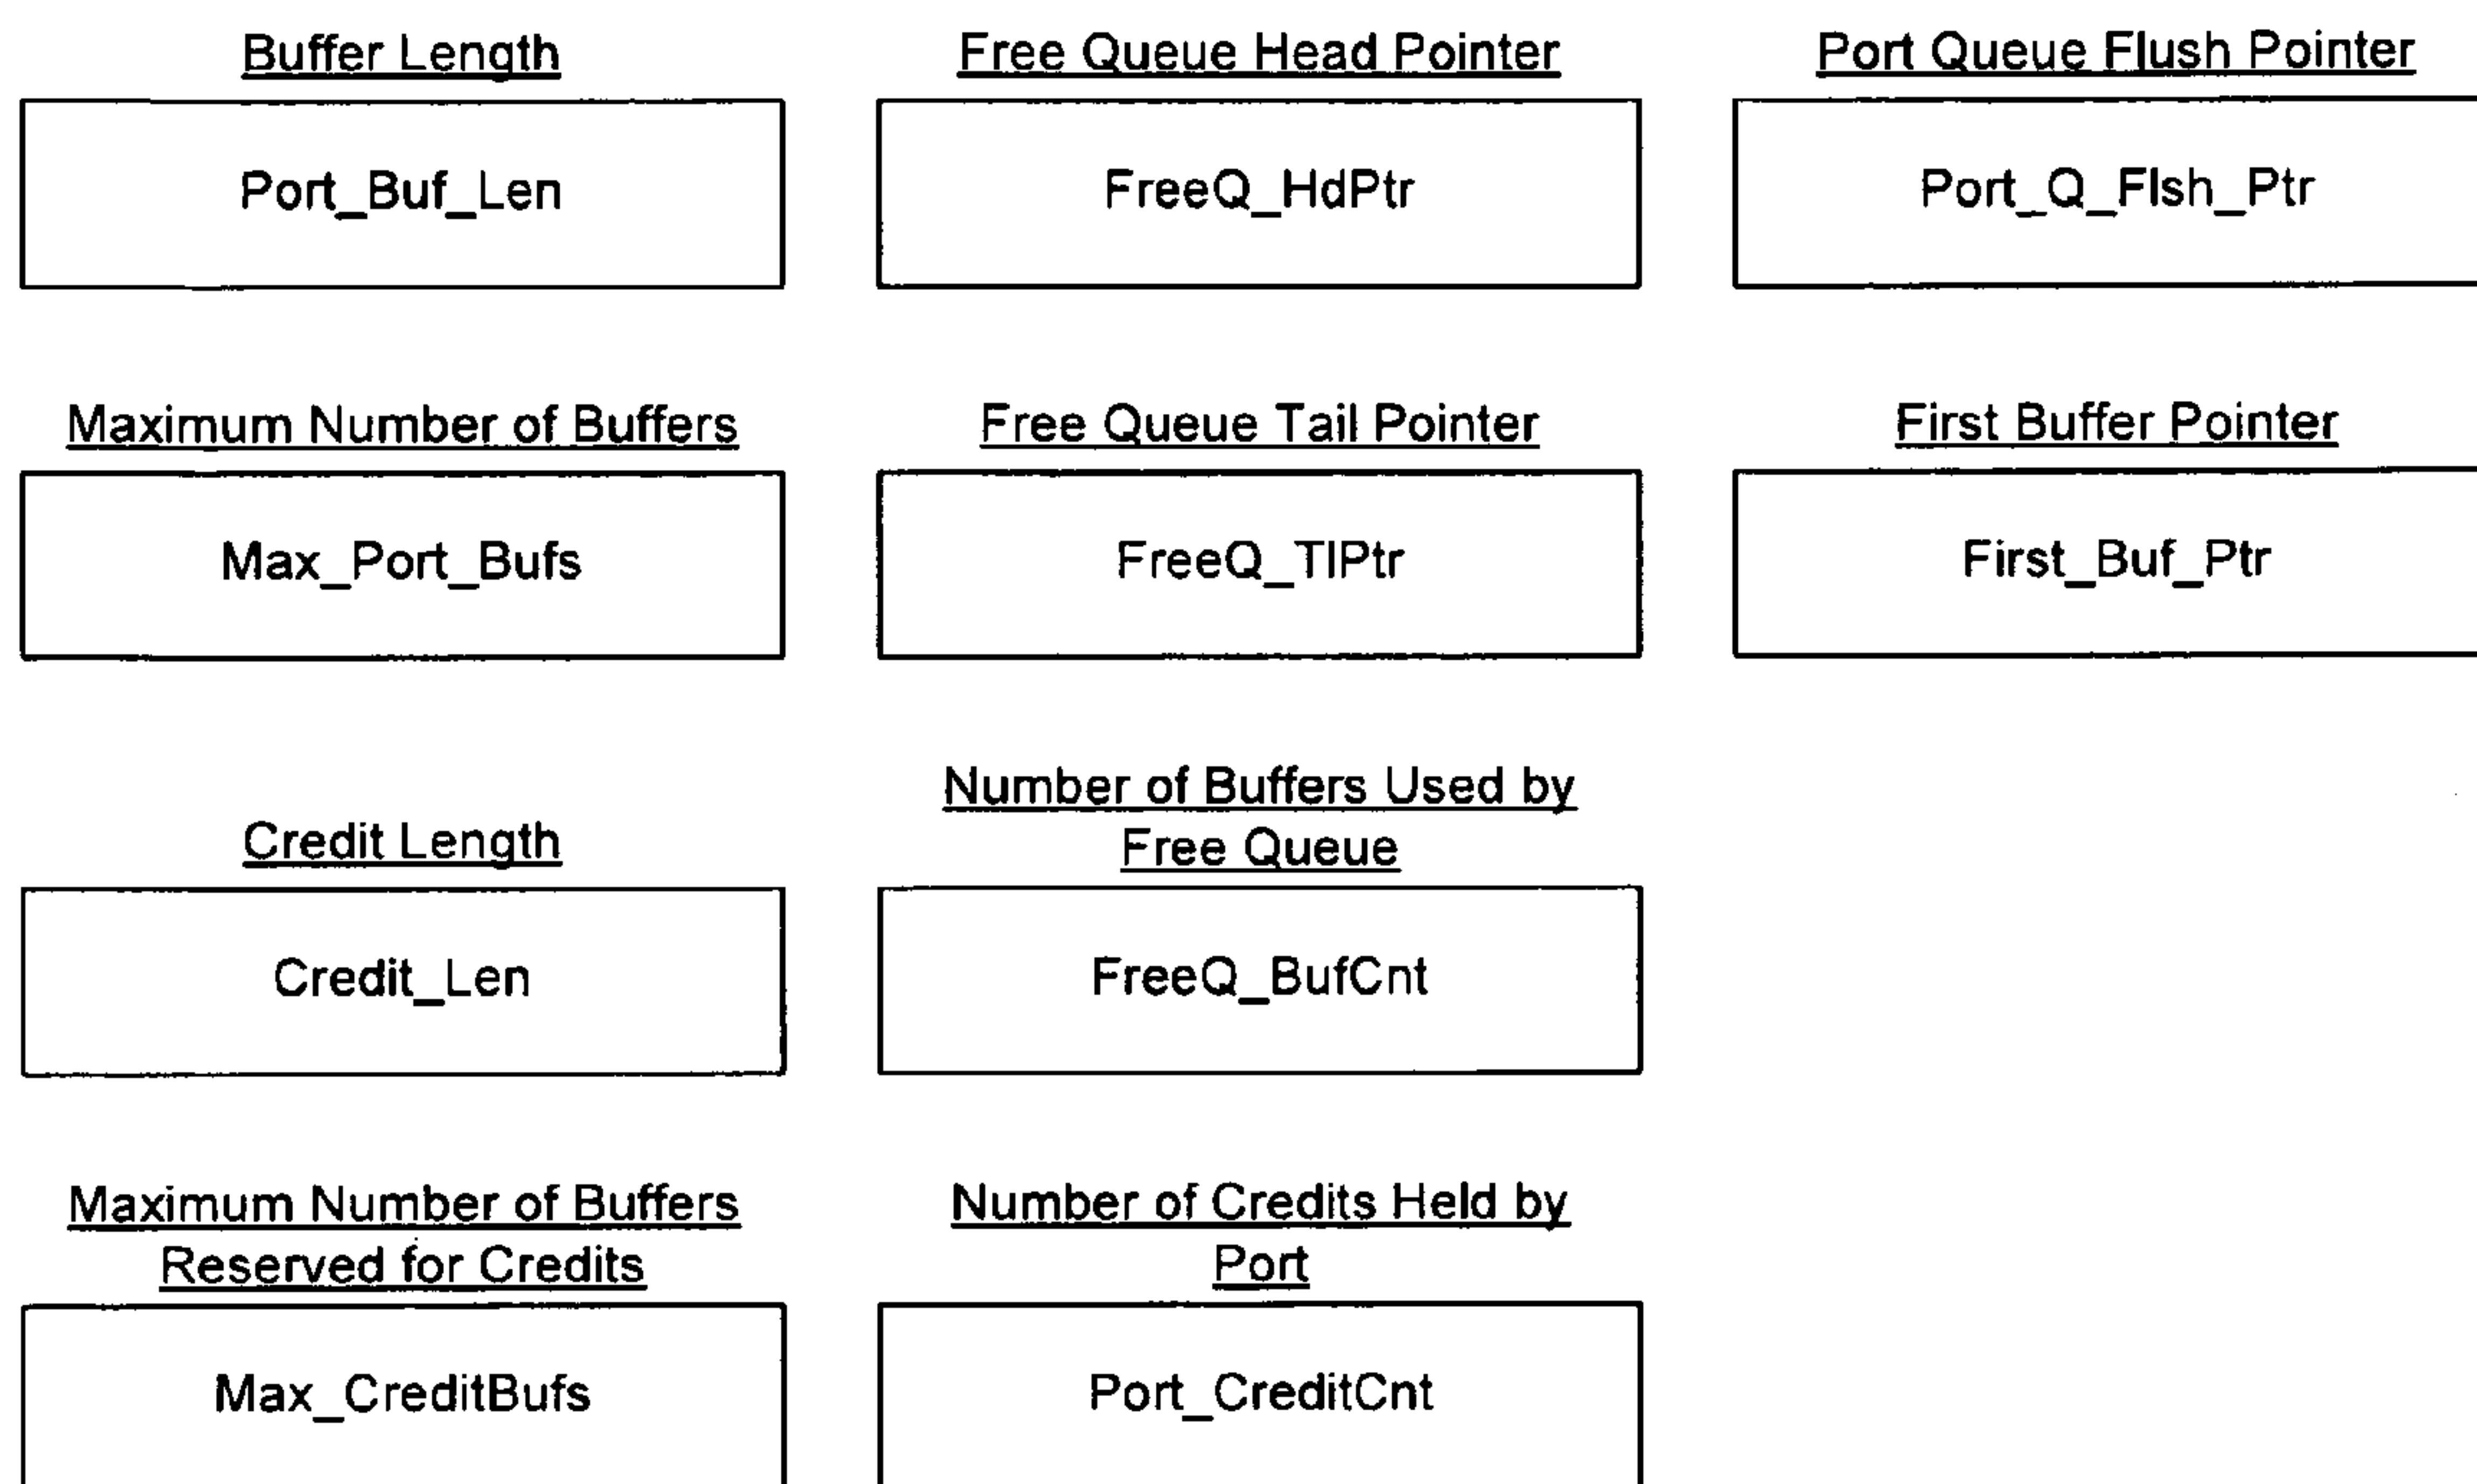 Buffer Length
Port_Buf_Len
Free Queue Head Pointer
FreeQ_HdPtr
Port Queue Flush Pointer
Port_Q_Flsh_Ptr
Maximum Number of Buffers
Max_Port_Bufs
Free Queue Tail Pointer
FreeQ_TlPtr
First Buffer Pointer
First_Buf_Ptr
Credit Length
Credit_Len
Number of Buffers Used by
Free Queue
FreeQ_BufCnt
Maximum Number of Buffers
Reserved for Credits
Max_CreditBufs
Number of Credits Held by
Port
Port_CreditCnt